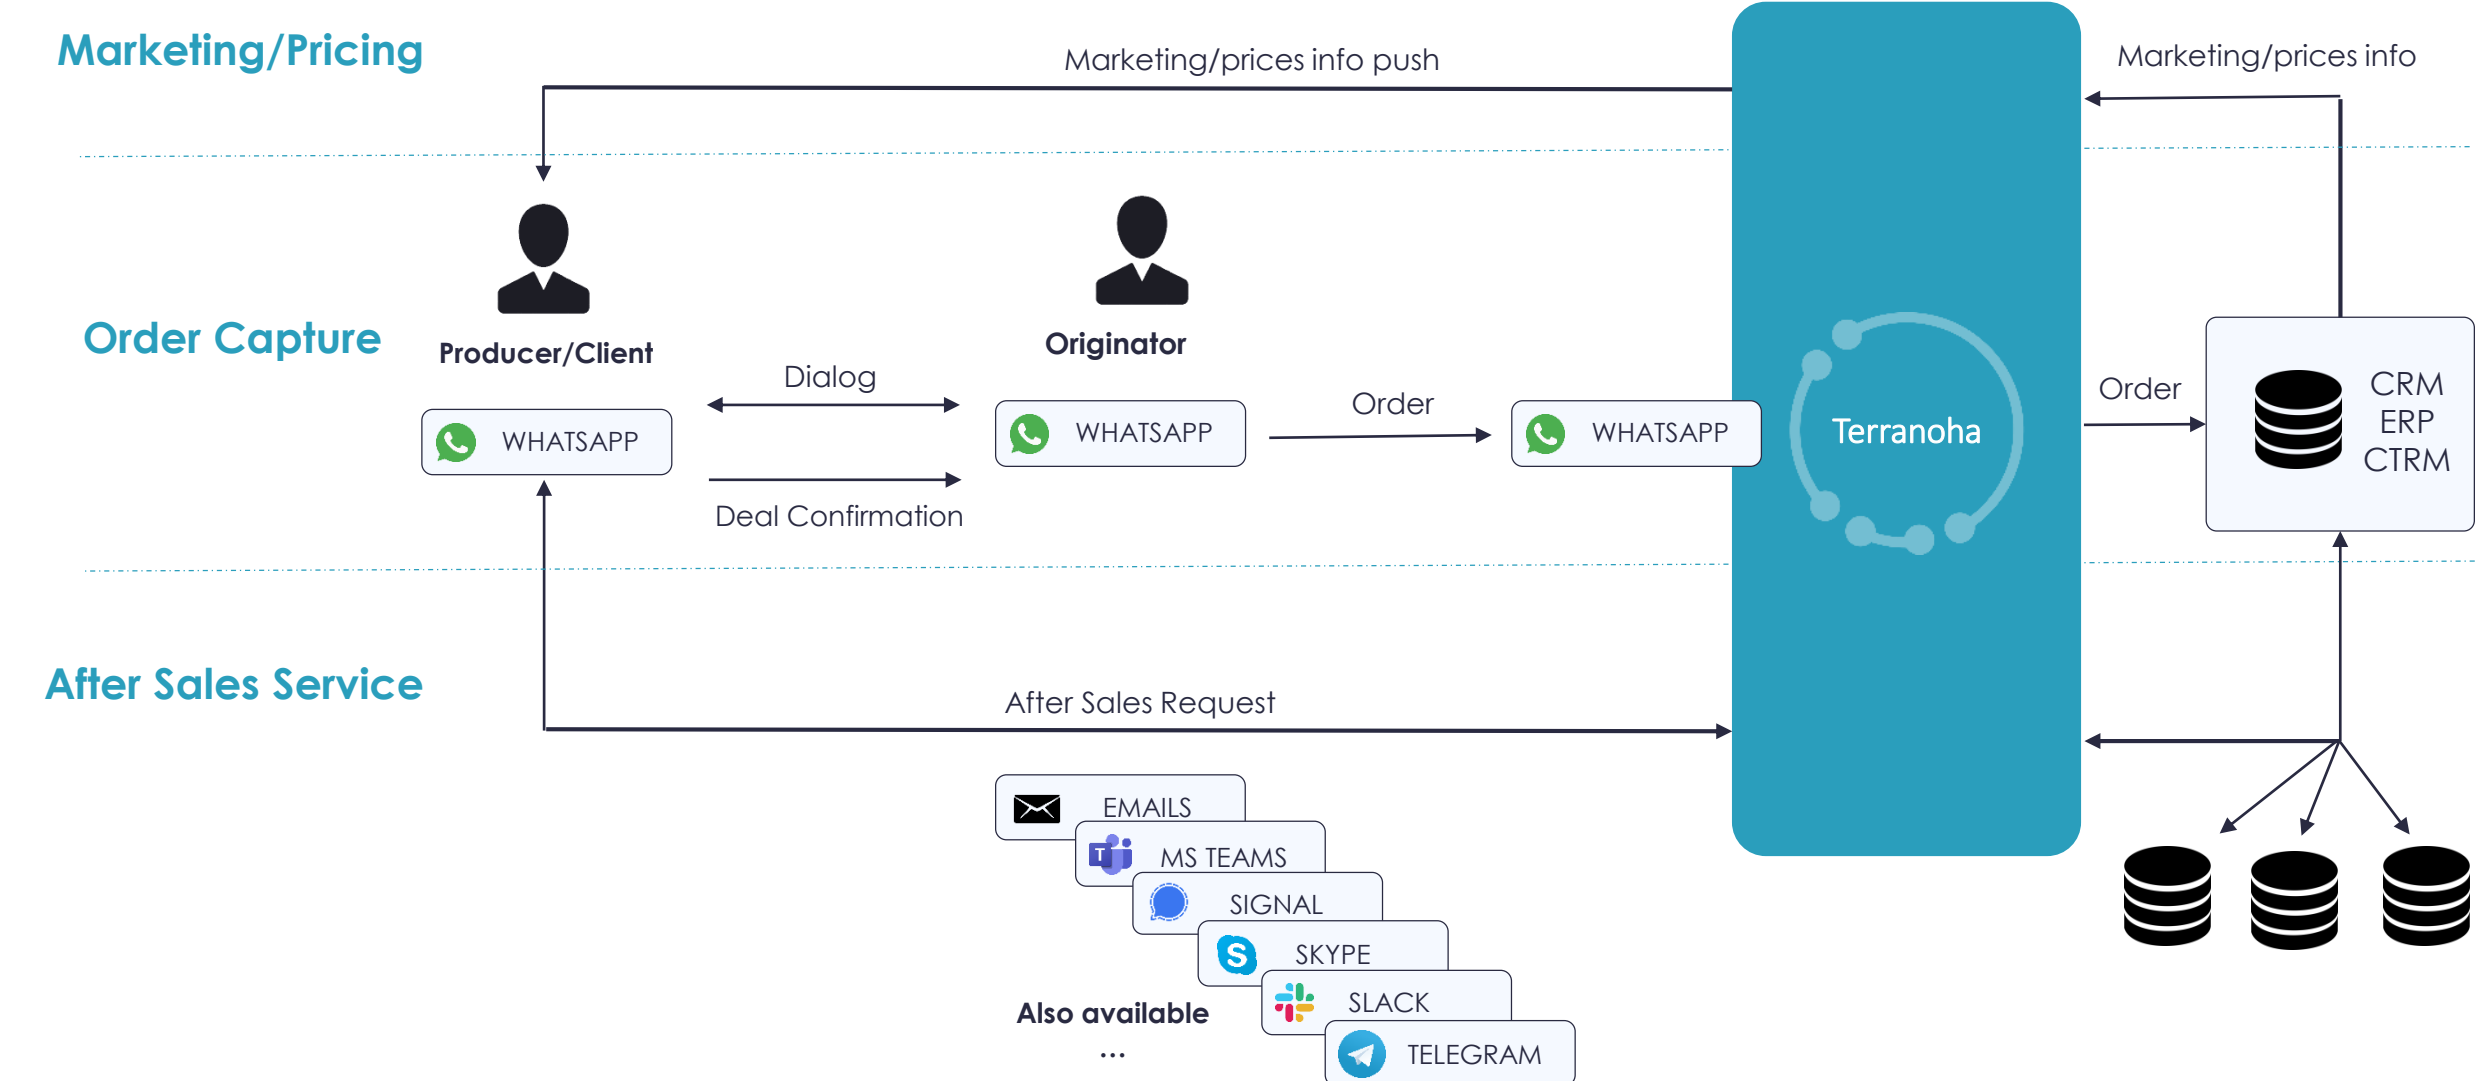 Marketing/Pricing
Marketing/prices info push
Marketing/prices info
Order Capture
Producer/Client
Originator
Dialog
Order
WHATSAPP
WHATSAPP
WHATSAPP
Deal Confirmation
Terranoha
Order
CRM
ERP
CTRM
After Sales Service
After Sales Request
EMAILS
MS TEAMS
SIGNAL
SKYPE
SLACK
TELEGRAM
Also available
...